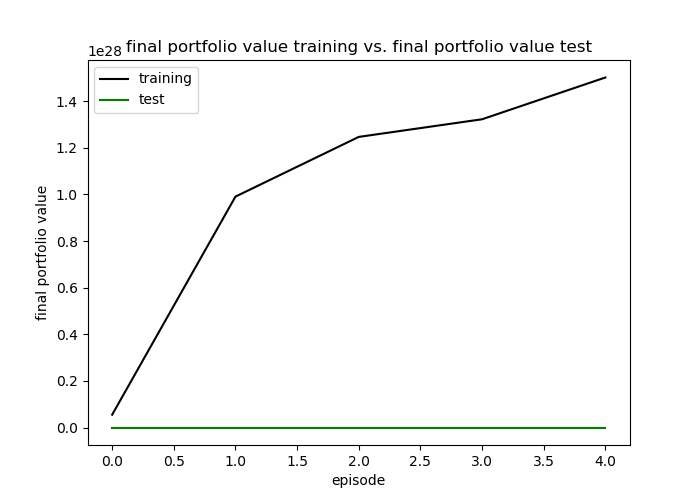 final portfolio value training vs. final portfolio value test
1e28
training
test
1.4
1.2
1.0
0.8
0.6
0.4
0.2
0.0
final portfolio value
0.0 0.5 1.0 1.5 2.0 2.5 3.0 3.5 4.0
episode